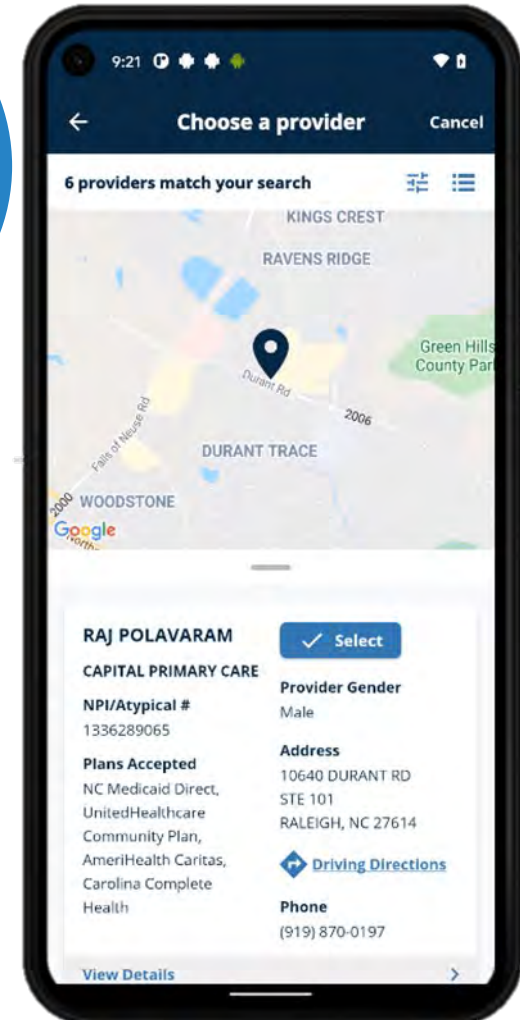 9:21
Choose a provider
Cancel
6 providers match your search
KINGS CREST
RAVENS RIDGE
Green Hills
County Par
Durant Rd
2006
Falls of Neuse Rd
DURANT TRACE
2000
WOODSTONE
Google
RAJ POLAVARAM
Select
CAPITAL PRIMARY CARE
NPI/Atypical #
1336289065
Plans Accepted
NC Medicaid Direct,
UnitedHealthcare
Community Plan,
AmeriHealth Caritas,
Carolina Complete
Health
Provider Gender
Male
Address
10640 DURANT RD
STE 101
RALEIGH, NC 27614
Driving Directions
Phone
(919) 870-0197
View Details